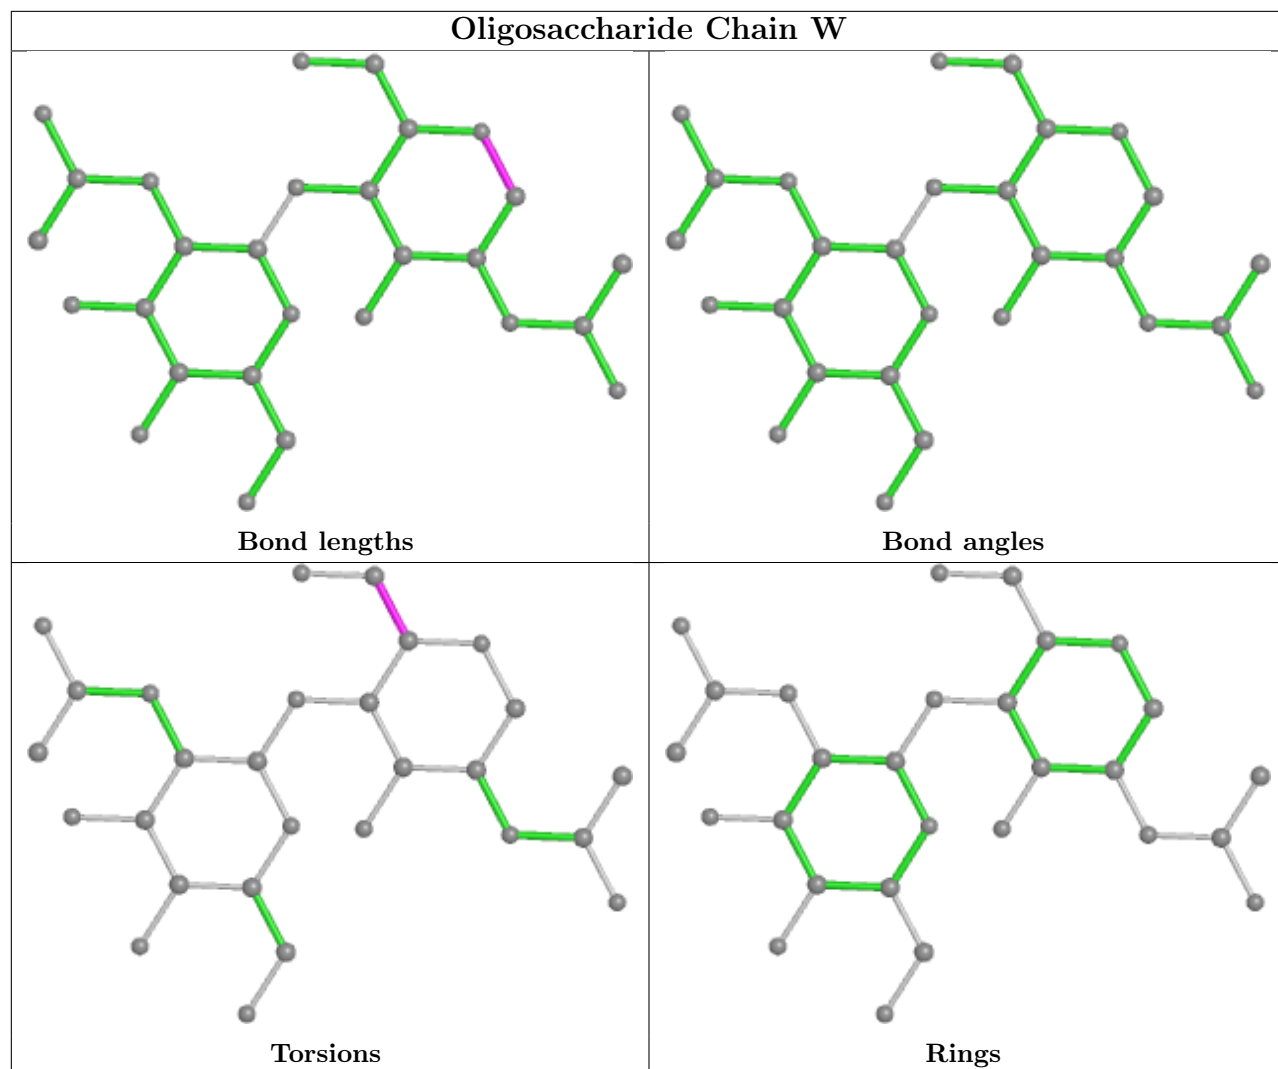 Oligosaccharide Chain W
Bond lengths
Bond angles
Torsions
Rings